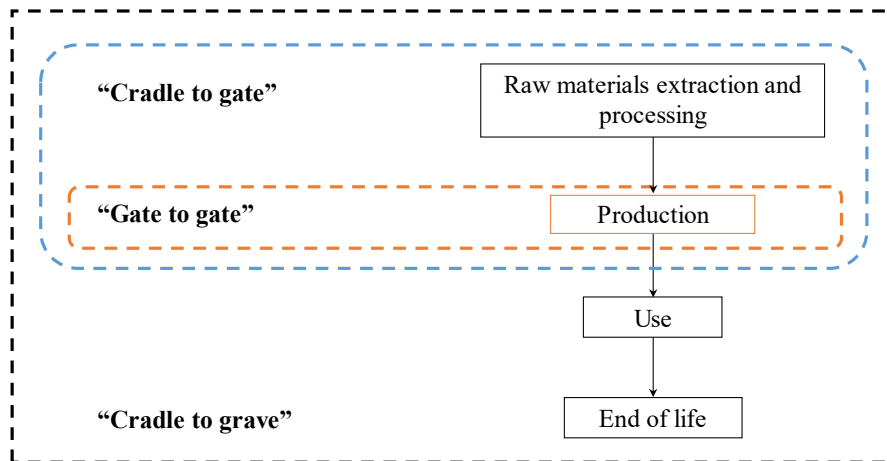 “Cradle to gate”
Raw materials extraction and
processing
“Gate to gate”
Production
Use
“Cradle to grave”
End of life